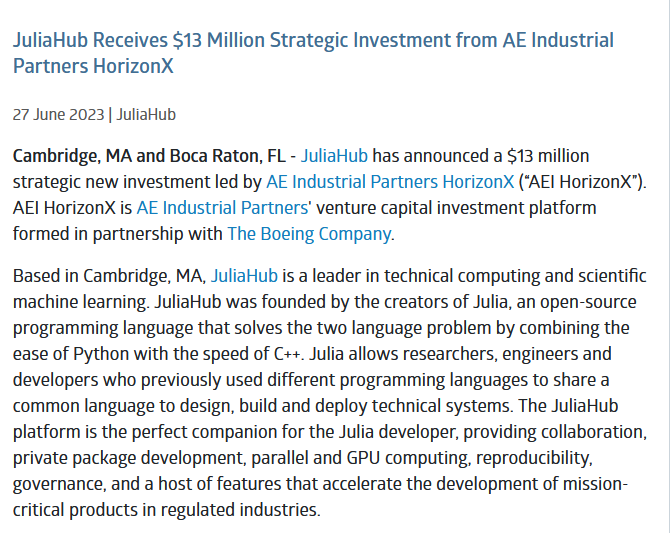 JuliaHub Receives $13 Million Strategic Investment from AE Industrial
Partners HorizonX
27 June 2023 | JuliaHub
Cambridge, MA and Boca Raton, FL - JuliaHub has announced a $13 million
strategic new investment led by AE Industrial Partners HorizonX (“AEI HorizonX”).
AEI HorizonX is AE Industrial Partners' venture capital investment platform
formed in partnership with The Boeing Company.
Based in Cambridge, MA, JuliaHub is a leader in technical computing and scientific
machine learning. JuliaHub was founded by the creators of Julia, an open-source
programming language that solves the two language problem by combining the
ease of Python with the speed of C++. Julia allows researchers, engineers and
developers who previously used different programming languages to share a
common language to design, build and deploy technical systems. The JuliaHub
platform is the perfect companion for the Julia developer, providing collaboration,
private package development, parallel and GPU computing, reproducibility,
governance, and a host of features that accelerate the development of mission-
critical products in regulated industries.